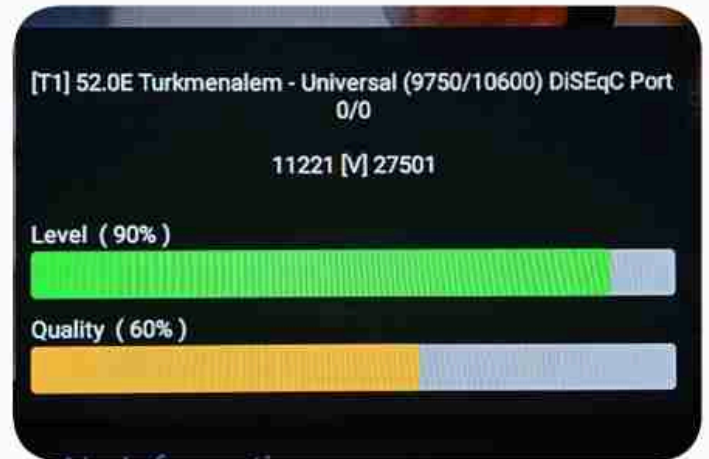 [T1] 52.0E Turkmenalem - Universal (9750/10600) DiSEqC Port
0/0
11221 [V] 27501
Level (90%)
Quality (60%)